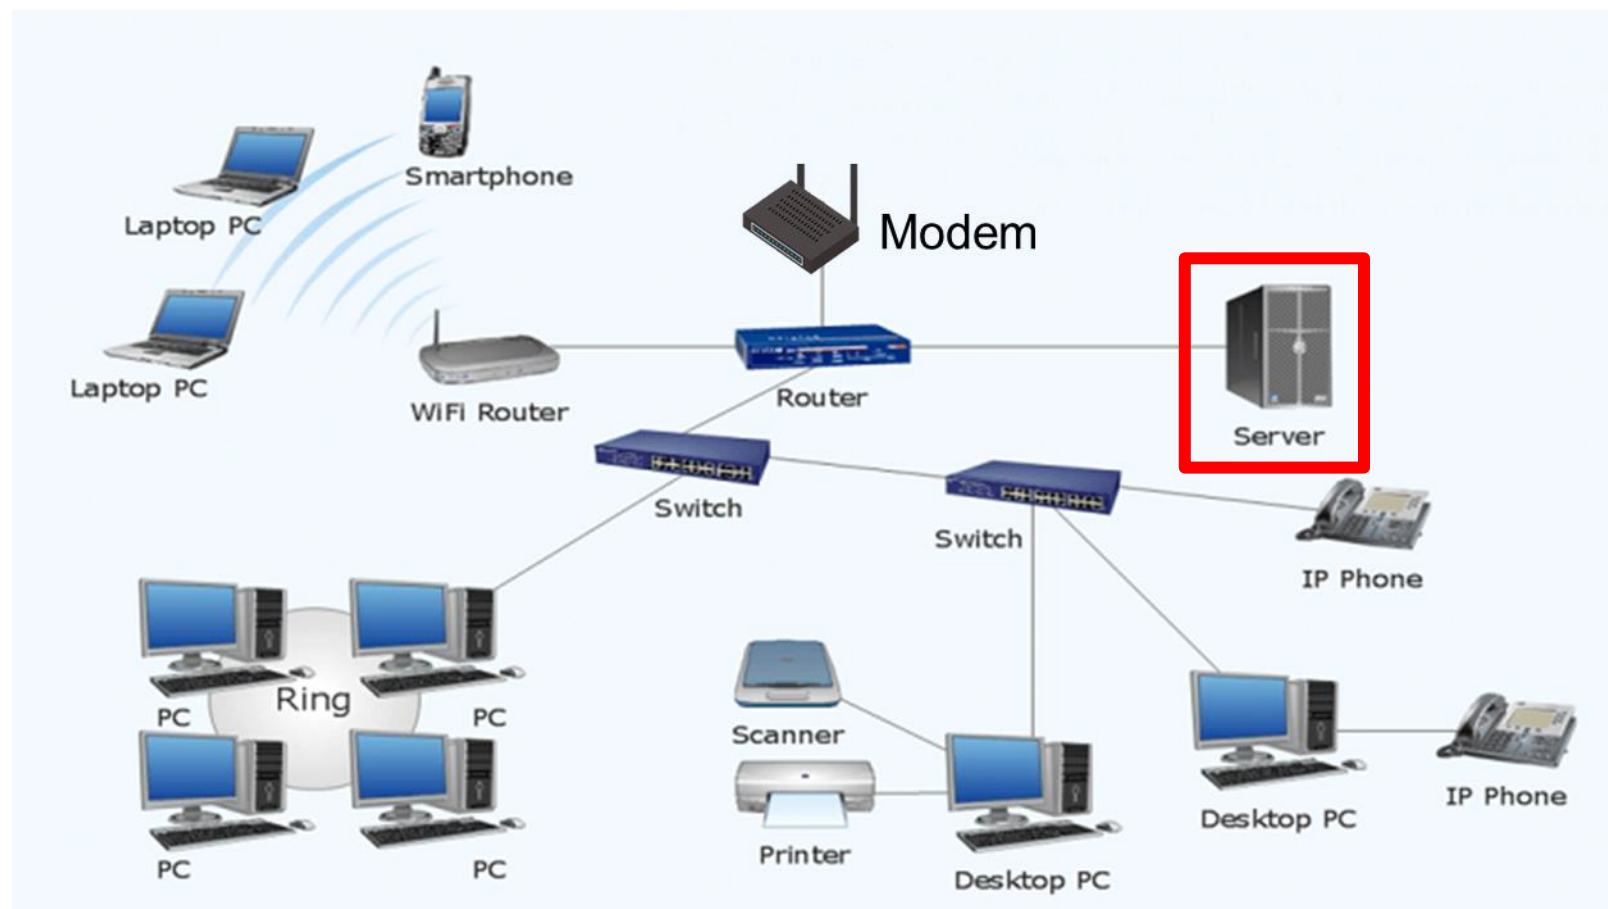 Smartphone
Laptop PC
Modem
Laptop PC
WiFi Router
Router
Server
Switch
Switch
IP Phone
Ring
PC
PC
Scanner
Printer
Desktop PC
Desktop PC
IP Phone
PC
PC